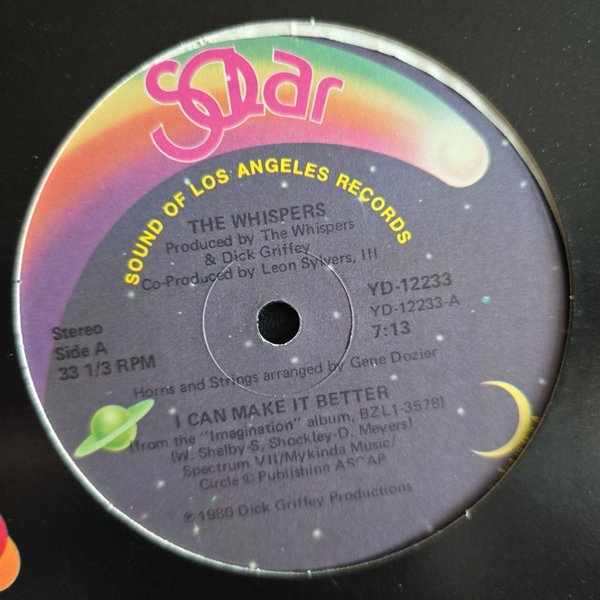 Solar
SOUND OF LOS ANGELES RECORDS
THE WHISPERS
Produced by The Whispers
& Dick Griffey
Co-Produced by Leon Sylvers, III
YD-12233
YD-12233-A
7:13
Stereo
Side A
33 1/3 RPM
Horns and Strings arranged by Gene Dozier
I CAN MAKE IT BETTER
(from the "Imagination" album, BZL1-3578)
(W. Shelby-S. Shockley-D. Meyers)
Spectrum VII/Mykinda Music/
Circle © Publishing ASCAP
℗ 1980 Dick Griffey Productions